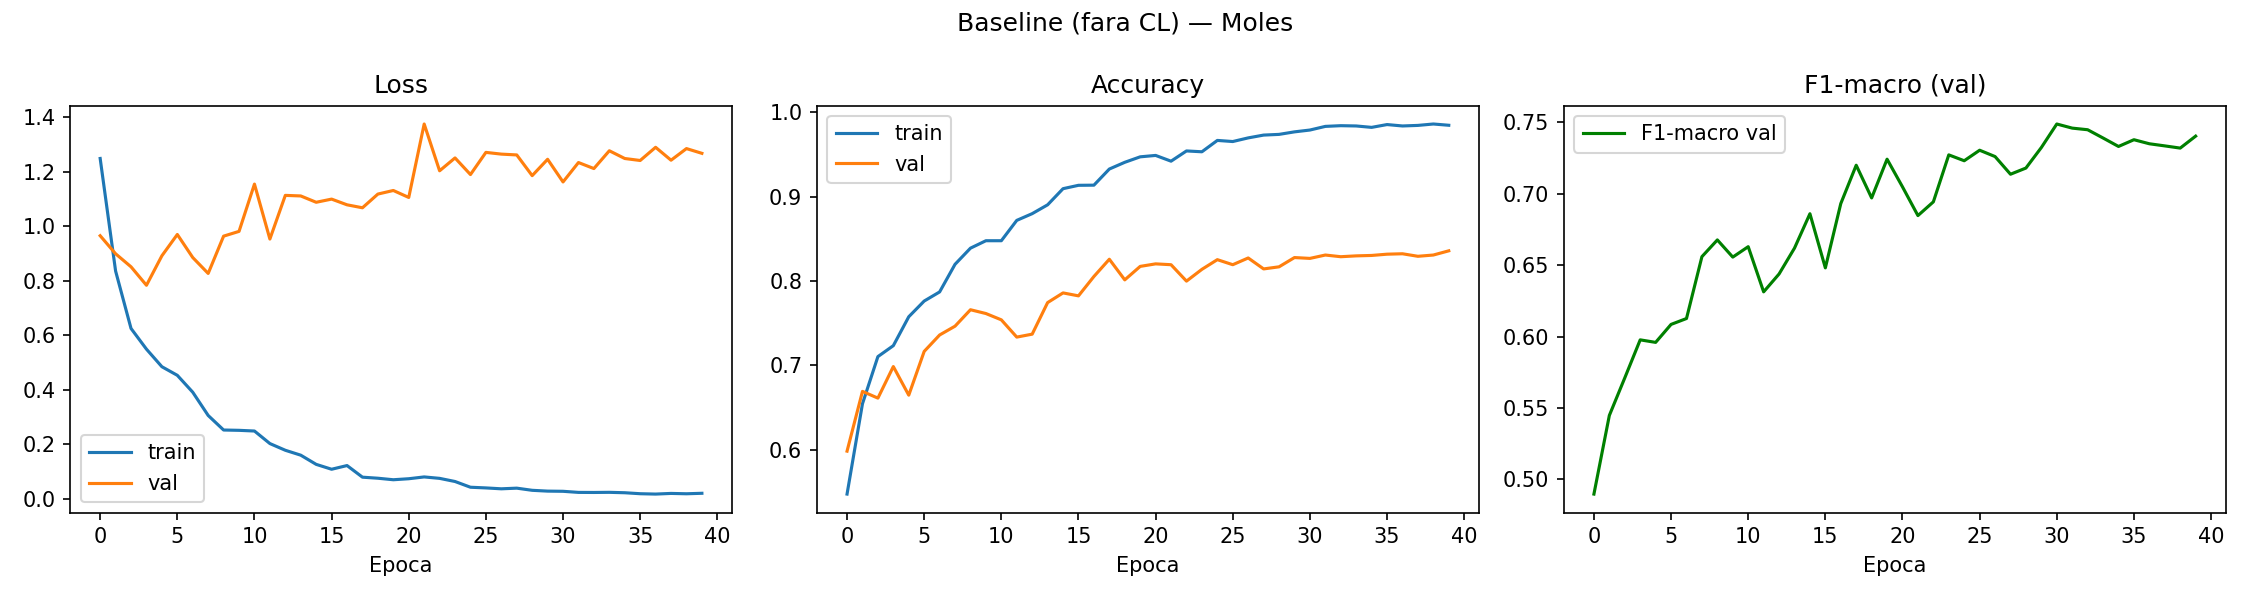 Baseline (fara CL) — Moles
Loss
1.4
1.2
1.0
0.8
0.6
0.4
0.2
0.0
train
val
0 5 10 15 20 25 30 35 40
Epoca
Accuracy
1.0
0.9
0.8
0.7
0.6
train
val
0 5 10 15 20 25 30 35 40
Epoca
F1-macro (val)
0.75
0.70
0.65
0.60
0.55
0.50
F1-macro val
0 5 10 15 20 25 30 35 40
Epoca